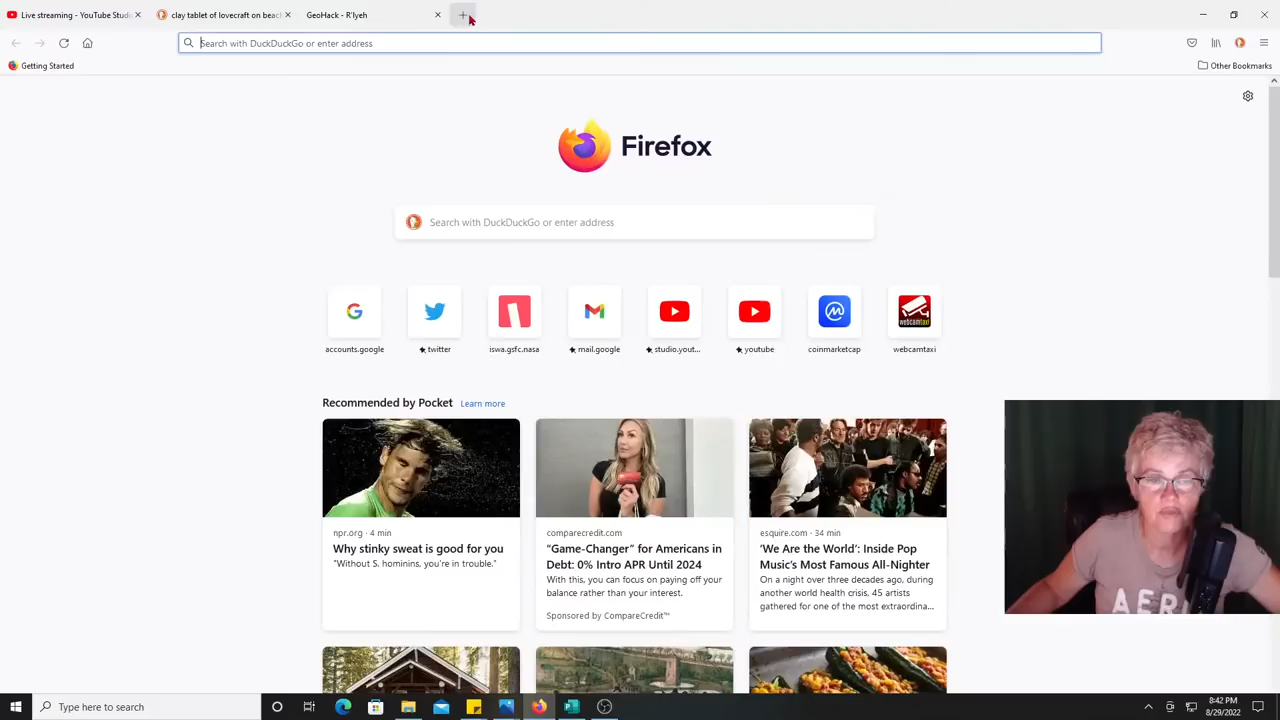 Live streaming - YouTube Studi
clay tablet of lovecraft on beach
GeoHack - R'lyeh
Search with DuckDuckGo or enter address
Getting Started
Other Bookmarks
Firefox
Search with DuckDuckGo or enter address
accounts.google
twitter
iswa.gsfc.nasa
mail.google
studio.yout...
youtube
coinmarketcap
webcamtaxi
webcamtaxi
Recommended by Pocket Learn more
npr.org · 4 min
Why stinky sweat is good for you
"Without S. hominins, you're in trouble."
comparecredit.com
"Game-Changer" for Americans in
Debt: 0% Intro APR Until 2024
With this, you can focus on paying off your
balance rather than your interest.
Sponsored by CompareCredit™
esquire.com · 34 min
'We Are the World': Inside Pop
Music's Most Famous All-Nighter
On a night over three decades ago, during
another world health crisis, 45 artists
gathered for one of the most extraordina...
AER
Type here to search
8:42 PM
8/29/2022